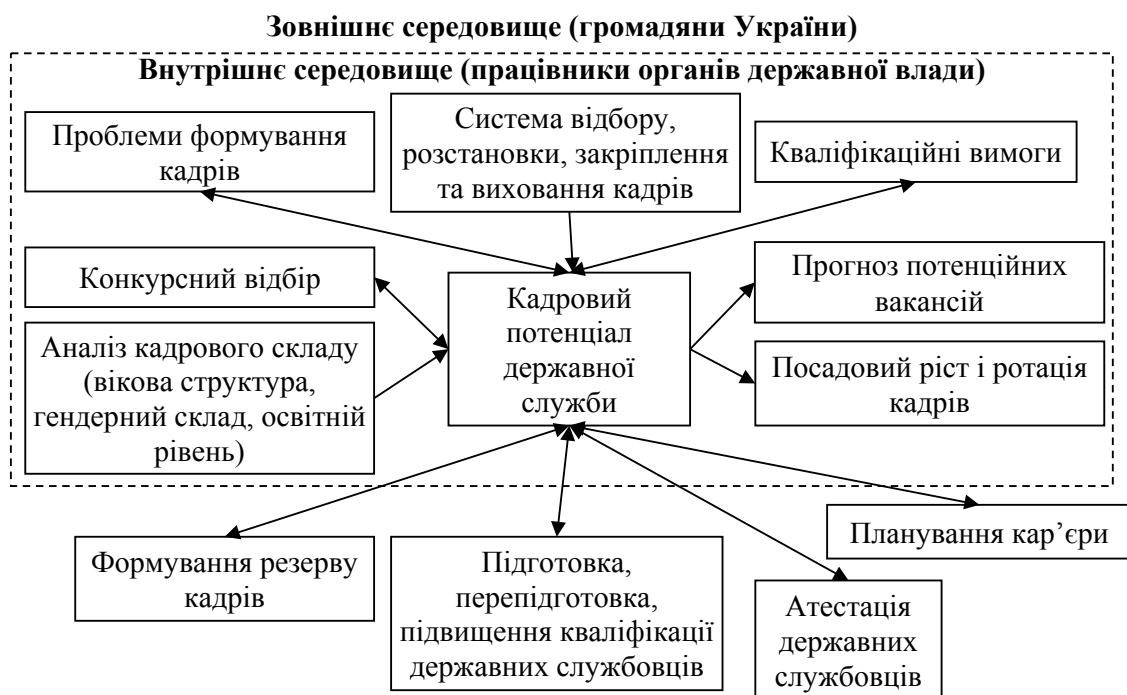 Зовнішнє середовище (громадяни України)
Внутрішнє середовище (працівники органів державної влади)
Проблеми формування
кадрів
Система відбору,
розстановки, закріплення
та виховання кадрів
Кваліфікаційні вимоги
Конкурсний відбір
Кадровий
потенціал
державної
служби
Прогноз потенційних
вакансій
Аналіз кадрового складу
(вікова структура,
гендерний склад, освітній
рівень)
Посадовий ріст і ротація
кадрів
Формування резерву
кадрів
Підготовка,
перепідготовка,
підвищення кваліфікації
державних службовців
Атестація
державних
службовців
Планування кар’єри